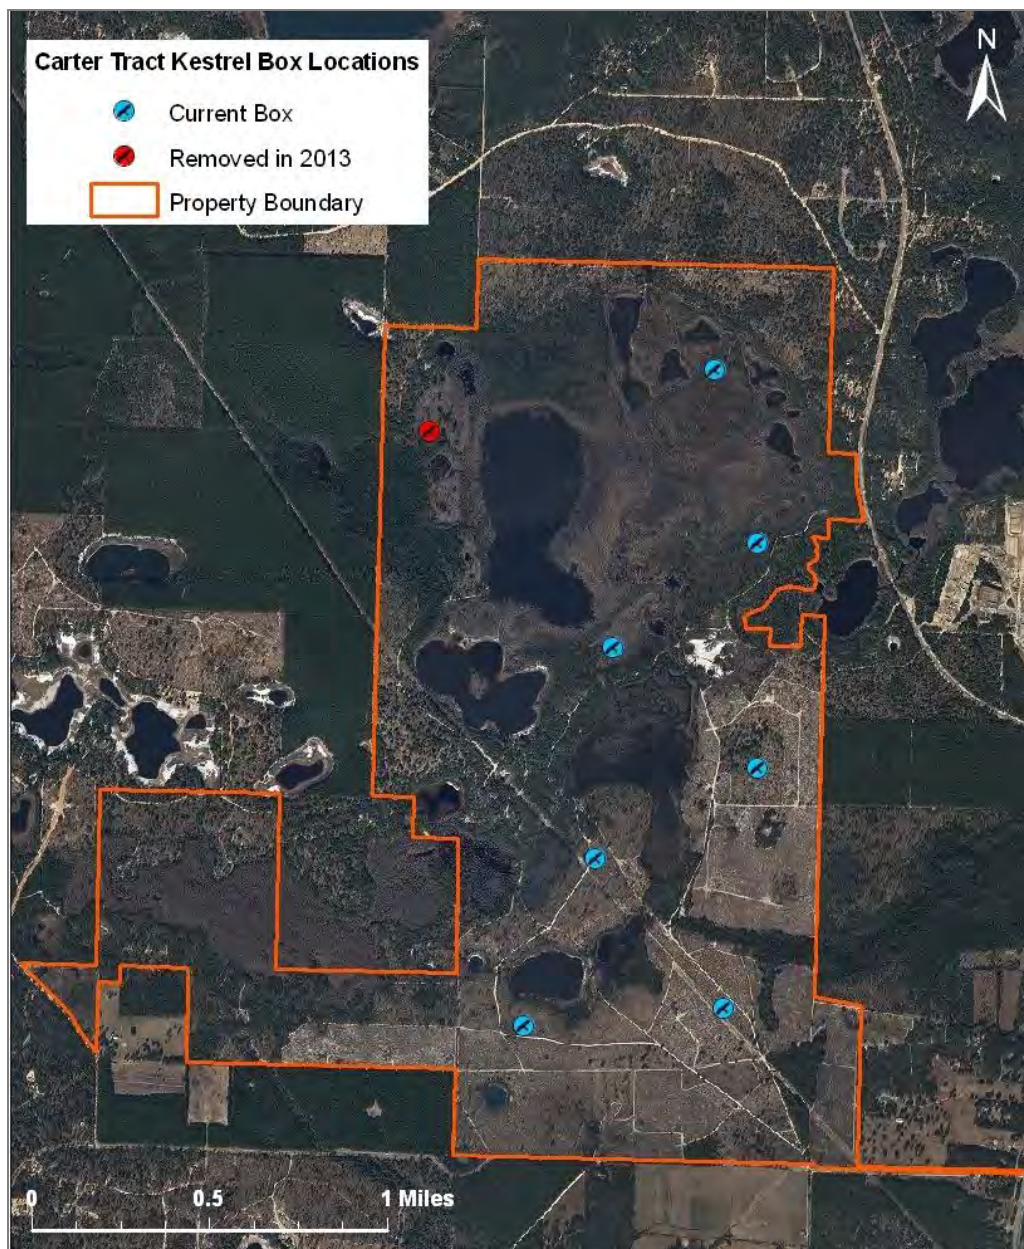 Carter Tract Kestrel Box Locations
Current Box
Removed in 2013
Property Boundary
N
0 0.5 1 Miles